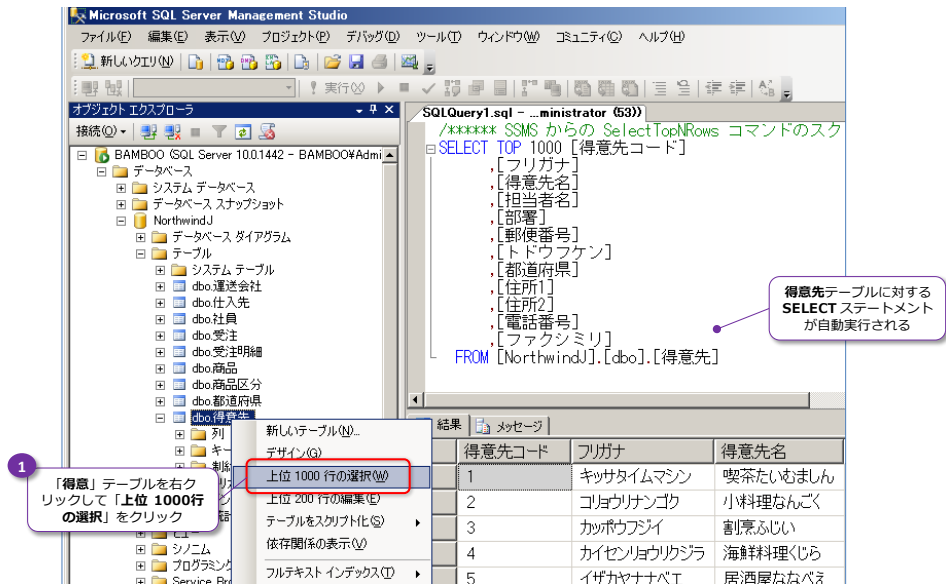 Microsoft SQL Server Management Studio
ファイル(F) 編集(E) 表示(V) プロジェクト(P) デバッグ(D) ツール(T) ウィンドウ(W) コミュニティ(C) ヘルプ(H)
新しいクエリ(N)
実行(X)
オブジェクト エクスプローラ
接続(O)
BAMBOO (SQL Server 10.0.1442 - BAMBOO¥Admi
データベース
システム データベース
データベース スナップショット
NorthwindJ
データベース ダイアグラム
テーブル
システム テーブル
dbo.運送会社
dbo.仕入先
dbo.社員
dbo.受注
dbo.受注明細
dbo.商品
dbo.商品区分
dbo.都道府県
dbo.得意先
列
キー
シノニム
プログラミング
Service Bro
SQLQuery1.sql - ...ministrator (53))
/****** SSMS からの SelectTopNRows コマンドのスク
SELECT TOP 1000 [得意先コード]
,[フリガナ]
,[得意先名]
,[担当者名]
,[部署]
,[郵便番号]
,[トドウフケン]
,[都道府県]
,[住所1]
,[住所2]
,[電話番号]
,[ファクシミリ]
FROM [NorthwindJ].[dbo].[得意先]
得意先テーブルに対する
SELECT ステートメント
が自動実行される
新しいテーブル(N)...
デザイン(G)
上位 1000 行の選択(W)
上位 200 行の編集(E)
テーブルをスクリプト化(S)
依存関係の表示(V)
フルテキスト インデックス(T)
1
「得意」テーブルを右ク
リックして「上位 1000行
の選択」をクリック
結果 メッセージ
得意先コード フリガナ 得意先名
1 キッサタイムマシン 喫茶たいむましん
2 コリョウリナンゴク 小料理なんごく
3 カッポウフジイ 割烹ふじい
4 カイセンリョウリクジラ 海鮮料理くじら
5 イザカヤナナベエ 居酒屋ななべえ